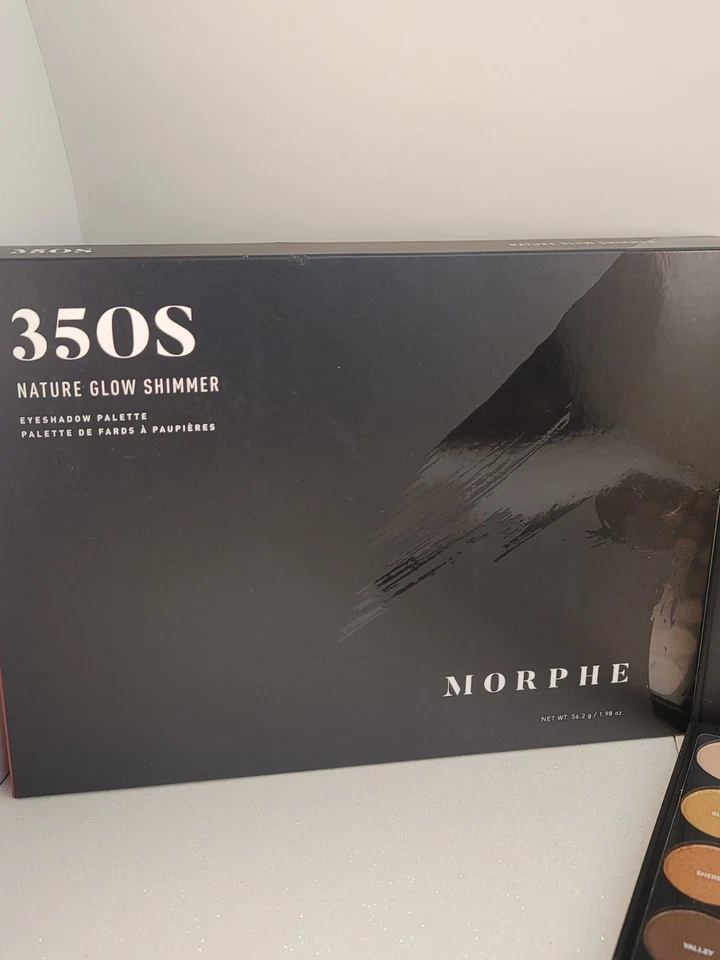 35OS
NATURE GLOW SHIMMER
35OS
NATURE GLOW SHIMMER
EYESHADOW PALETTE
PALETTE DE FARDS À PAUPIÈRES
MORPHE
NET WT. 56.2 g / 1.98 oz.
VALLEY